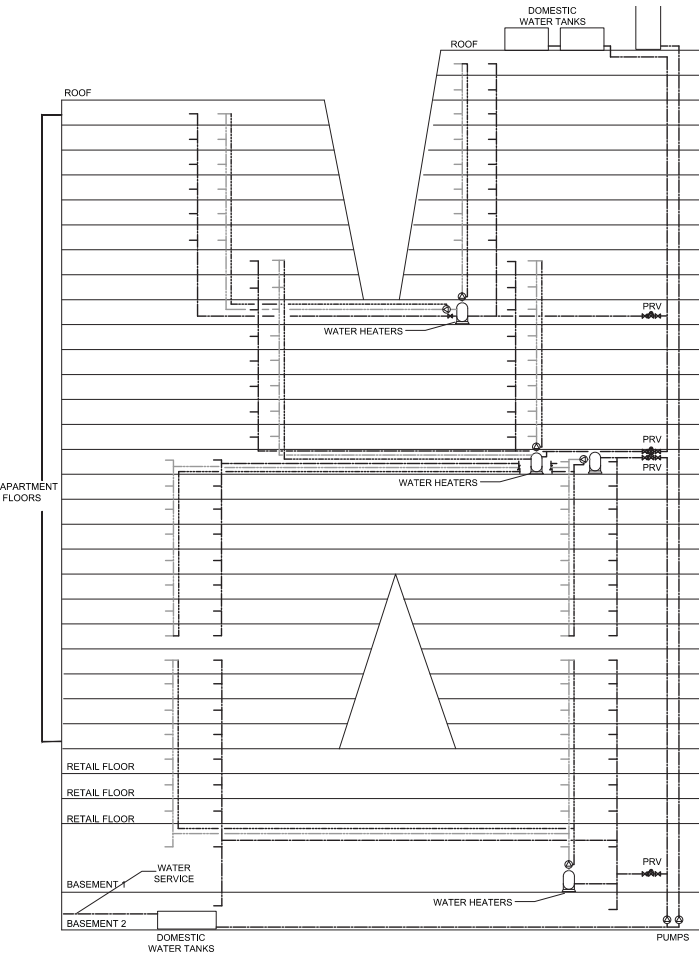 DOMESTIC
WATER TANKS
ROOF
ROOF
PRV
WATER HEATERS
PRV
PRV
WATER HEATERS
APARTMENT
FLOORS
RETAIL FLOOR
RETAIL FLOOR
RETAIL FLOOR
PRV
WATER
SERVICE
BASEMENT 1
WATER HEATERS
BASEMENT 2
DOMESTIC
WATER TANKS
PUMPS